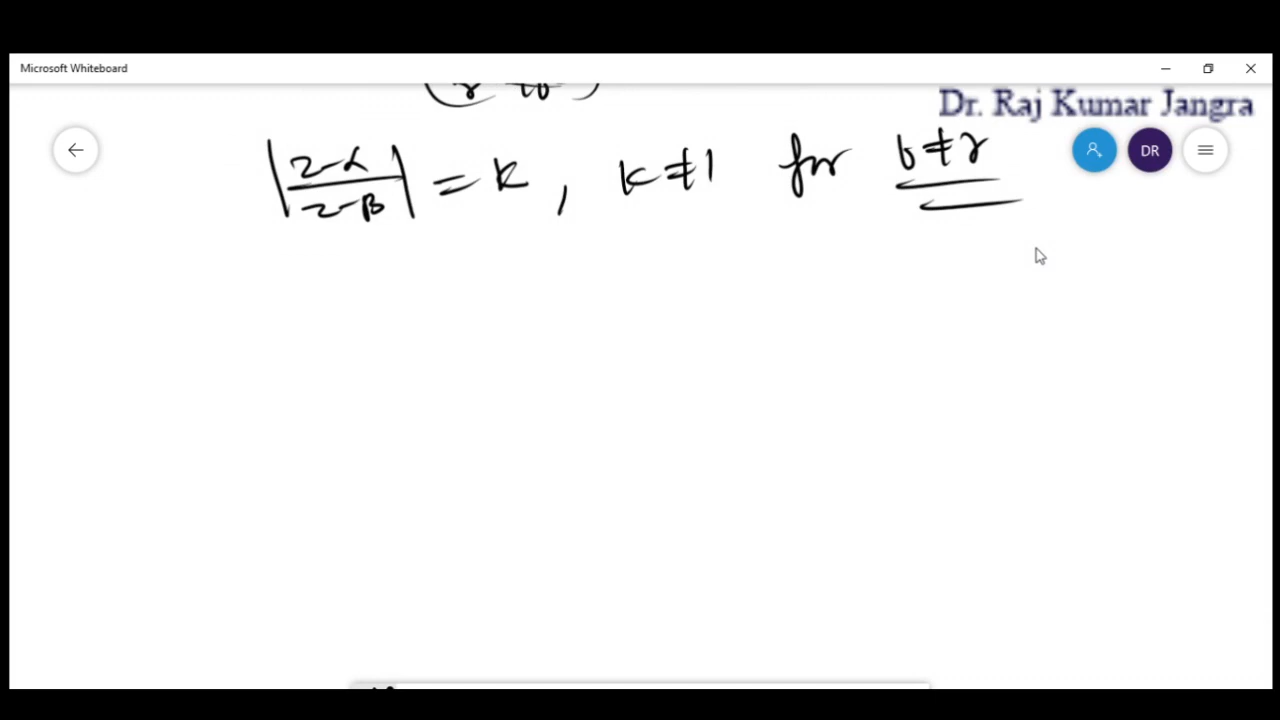 Microsoft Whiteboard
Dr. Raj Kumar Jangra
DR
|z-α / z-β| = k , k≠1 for b≠r